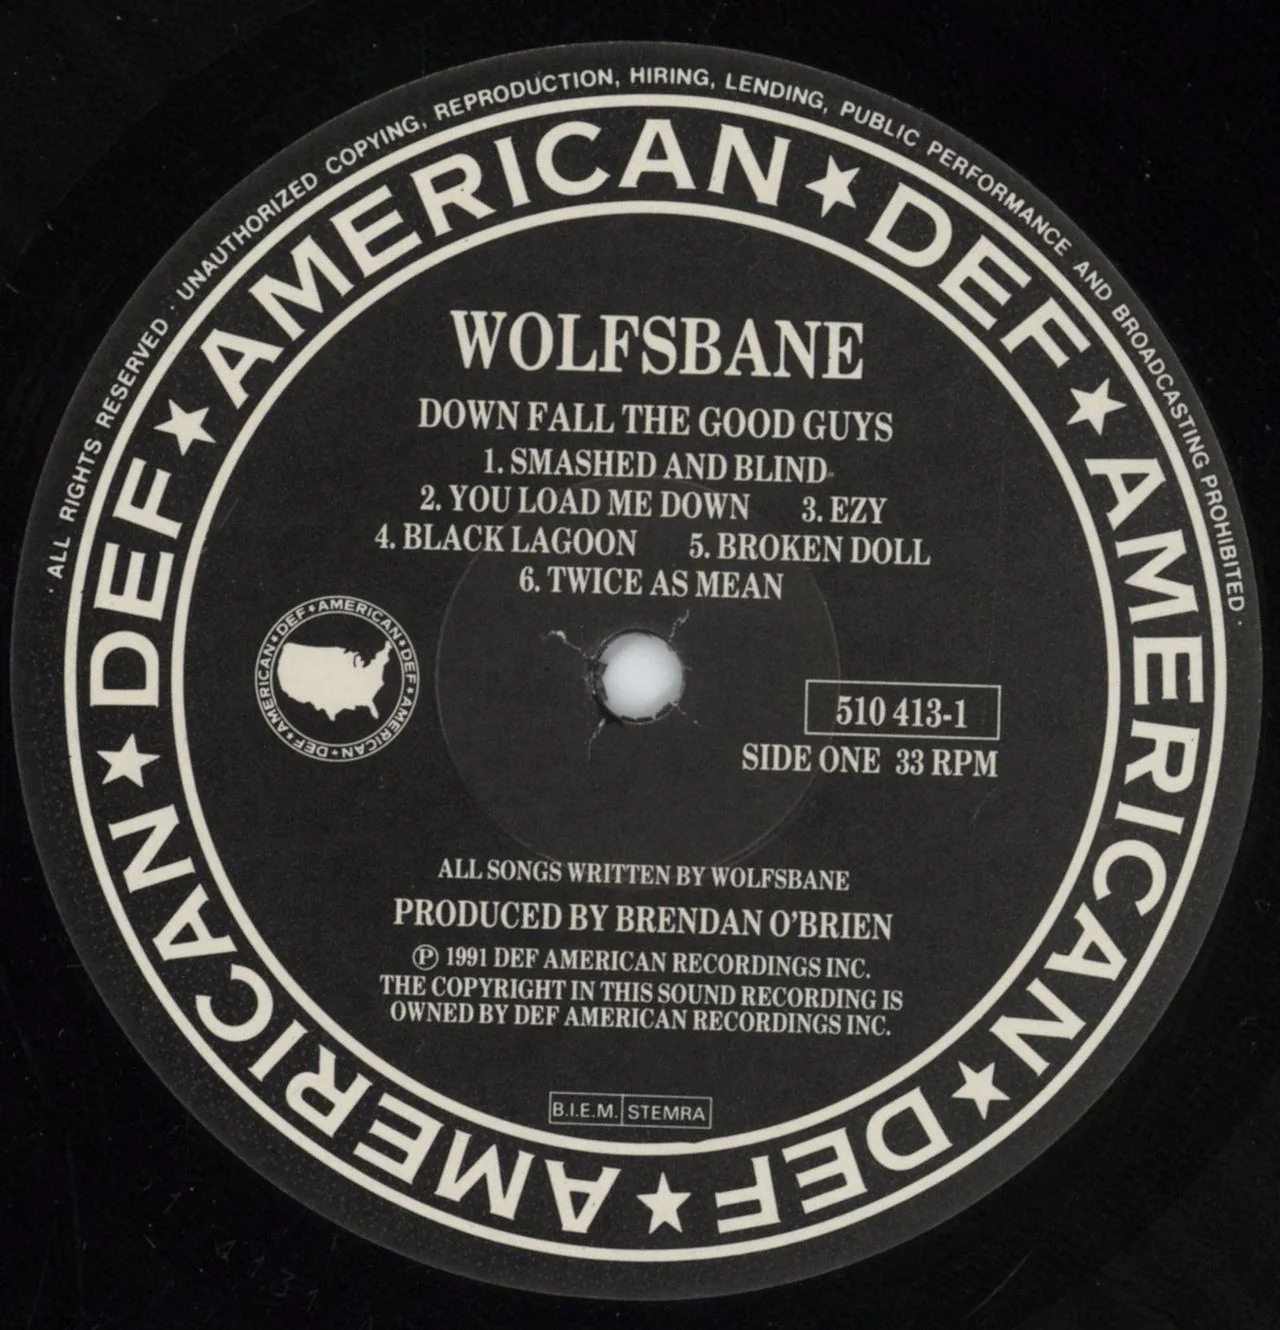 · ALL RIGHTS RESERVED · UNAUTHORIZED COPYING, REPRODUCTION, HIRING, LENDING, PUBLIC PERFORMANCE AND BROADCASTING PROHIBITED ·
DEF ★ AMERICAN ★ DEF ★ AMERICAN ★ DEF ★ AMERICAN ★
WOLFSBANE
DOWN FALL THE GOOD GUYS
1. SMASHED AND BLIND
2. YOU LOAD ME DOWN 3. EZY
4. BLACK LAGOON 5. BROKEN DOLL
6. TWICE AS MEAN
DEF ★ AMERICAN ★ DEF ★ AMERICAN ★ DEF ★ AMERICAN ★
510 413-1
SIDE ONE 33 RPM
ALL SONGS WRITTEN BY WOLFSBANE
PRODUCED BY BRENDAN O'BRIEN
Ⓟ 1991 DEF AMERICAN RECORDINGS INC.
THE COPYRIGHT IN THIS SOUND RECORDING IS
OWNED BY DEF AMERICAN RECORDINGS INC.
B.I.E.M. STEMRA